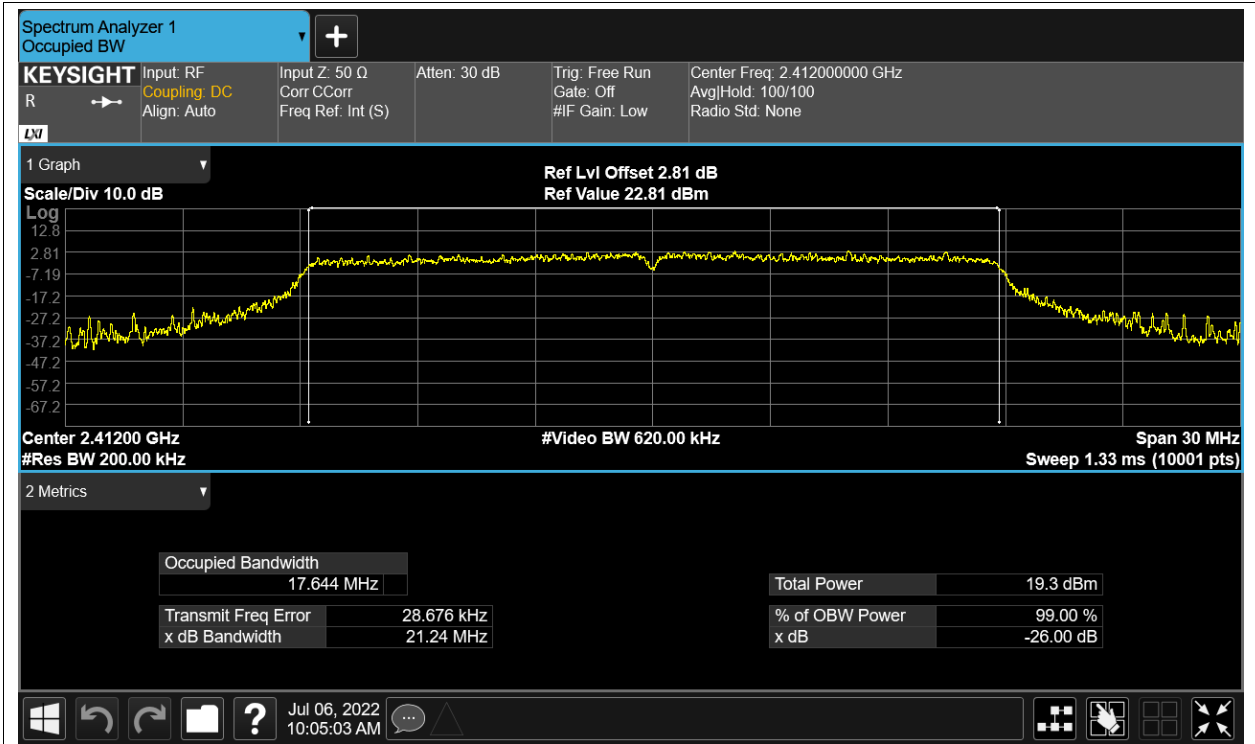 Spectrum Analyzer 1
Occupied BW
KEYSIGHT
R
LXI
Input: RF
Coupling: DC
Align: Auto
Input Z: 50 Ω
Corr CCorr
Freq Ref: Int (S)
Atten: 30 dB
Trig: Free Run
Gate: Off
#IF Gain: Low
Center Freq: 2.412000000 GHz
Avg|Hold: 100/100
Radio Std: None
1 Graph
Ref Lvl Offset 2.81 dB
Scale/Div 10.0 dB
Ref Value 22.81 dBm
Log
12.8
2.81
-7.19
-17.2
-27.2
-37.2
-47.2
-57.2
-67.2
Center 2.41200 GHz
#Video BW 620.00 kHz
Span 30 MHz
#Res BW 200.00 kHz
Sweep 1.33 ms (10001 pts)
2 Metrics
Occupied Bandwidth
17.644 MHz
Total Power 19.3 dBm
Transmit Freq Error 28.676 kHz
% of OBW Power 99.00 %
x dB Bandwidth 21.24 MHz
x dB -26.00 dB
?
Jul 06, 2022
10:05:03 AM